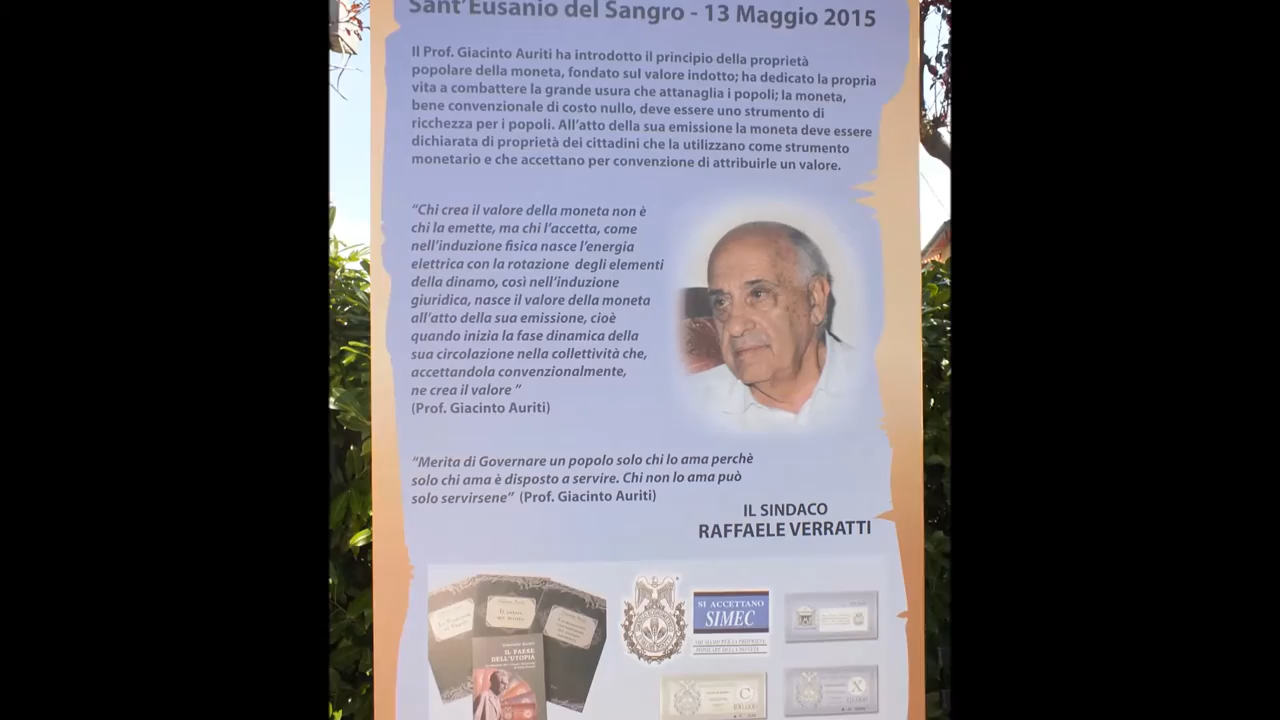 Sant'Eusanio del Sangro - 13 Maggio 2015
Il Prof. Giacinto Auriti ha introdotto il principio della proprietà
popolare della moneta, fondato sul valore indotto; ha dedicato la propria
vita a combattere la grande usura che attanaglia i popoli; la moneta,
bene convenzionale di costo nullo, deve essere uno strumento di
ricchezza per i popoli. All'atto della sua emissione la moneta deve essere
dichiarata di proprietà dei cittadini che la utilizzano come strumento
monetario e che accettano per convenzione di attribuirle un valore.
“Chi crea il valore della moneta non è
chi la emette, ma chi l'accetta, come
nell'induzione fisica nasce l'energia
elettrica con la rotazione degli elementi
della dinamo, così nell'induzione
giuridica, nasce il valore della moneta
all'atto della sua emissione, cioè
quando inizia la fase dinamica della
sua circolazione nella collettività che,
accettandola convenzionalmente,
ne crea il valore ”
(Prof. Giacinto Auriti)
“Merita di Governare un popolo solo chi lo ama perchè
solo chi ama è disposto a servire. Chi non lo ama può
solo servirsene” (Prof. Giacinto Auriti)
IL SINDACO
RAFFAELE VERRATTI
SI ACCETTANO
SIMEC
IL PAESE
DELL'UTOPIA
C
X